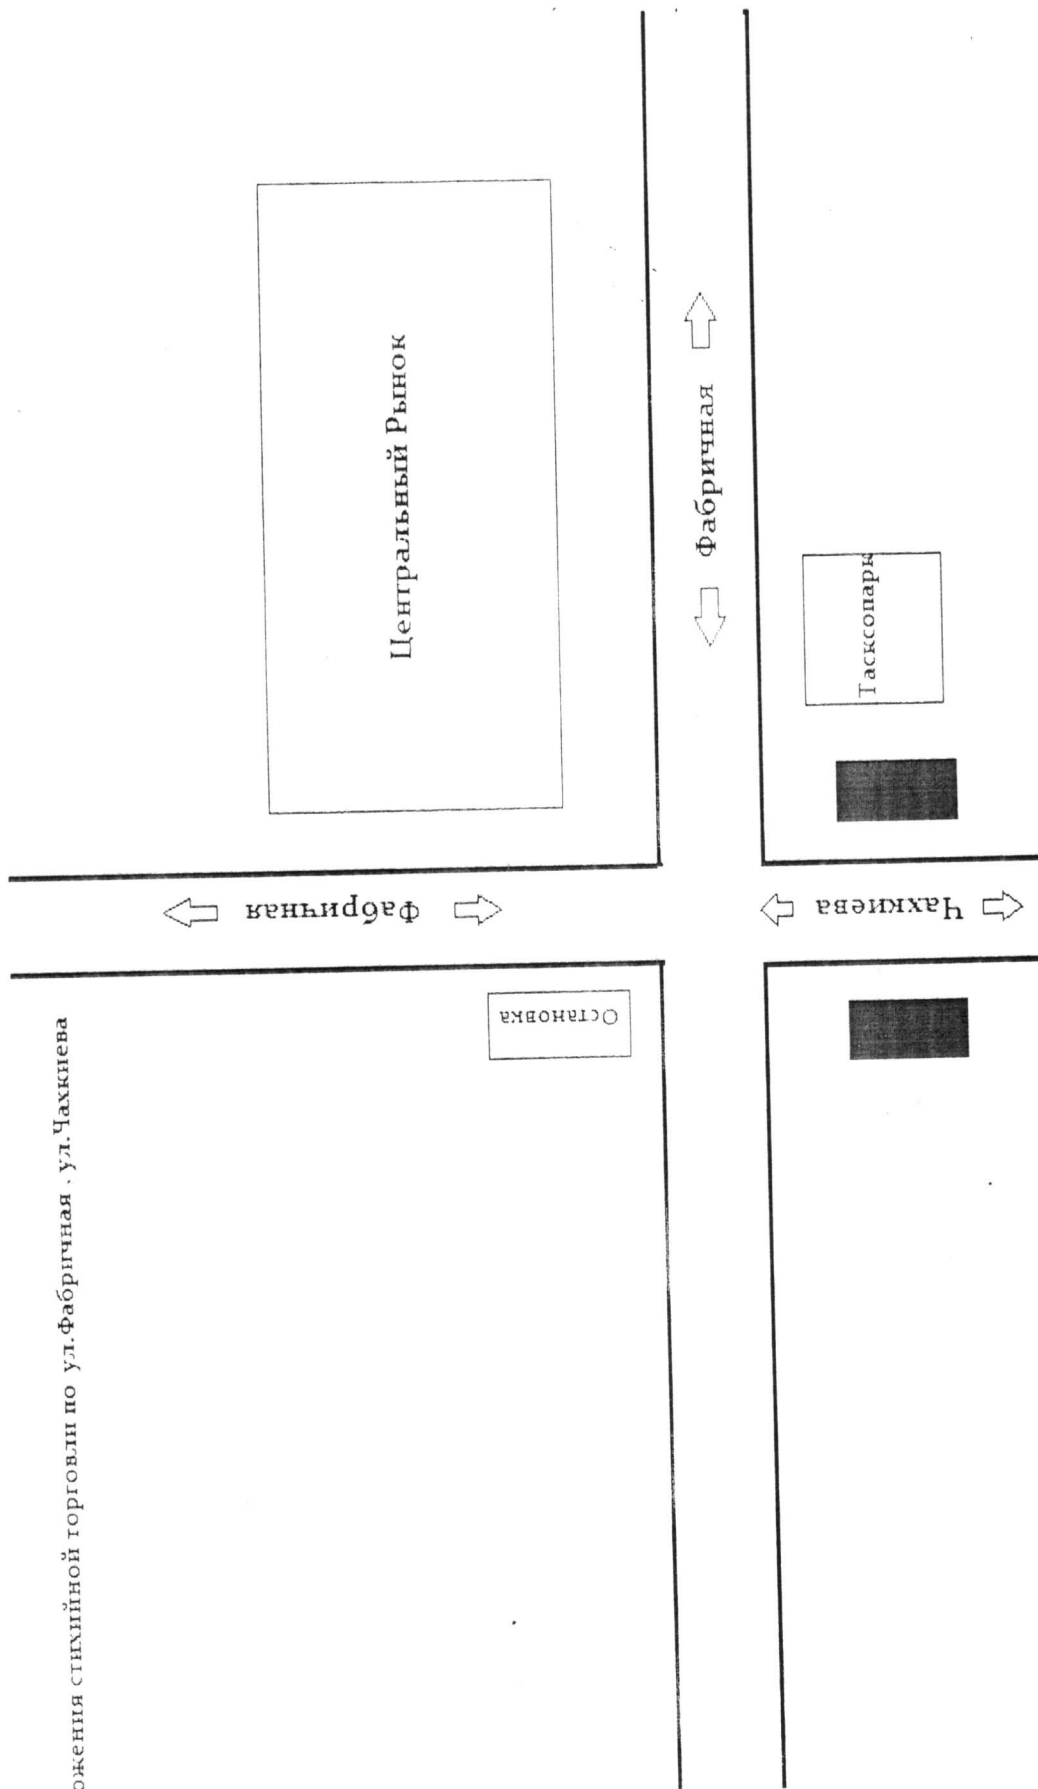 ожения стихийной торговли по ул.Фабричная , ул.Чахкиева
Центральный Рынок
Фабричная
Тасксопарк
Фабричная
Чахкиева
Остановка